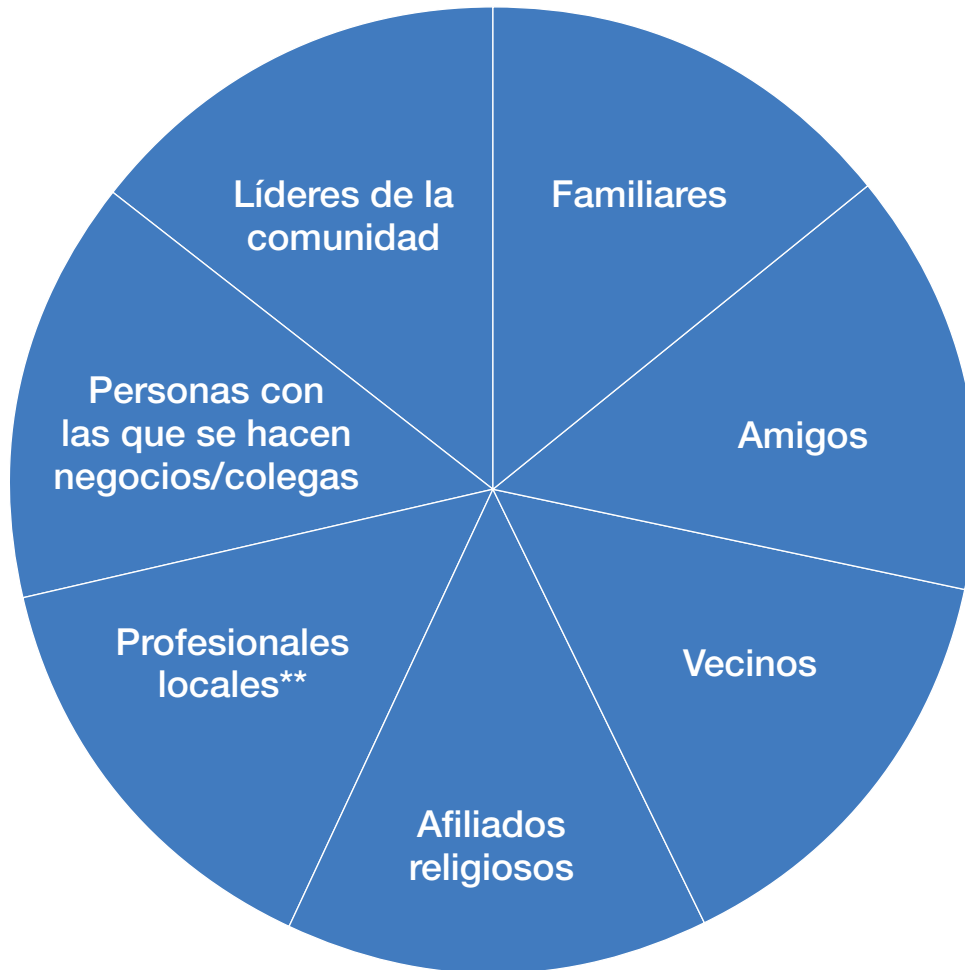 Líderes de la
comunidad
Familiares
Personas con
las que se hacen
negocios/colegas
Amigos
Profesionales
locales**
Vecinos
Afiliados
religiosos